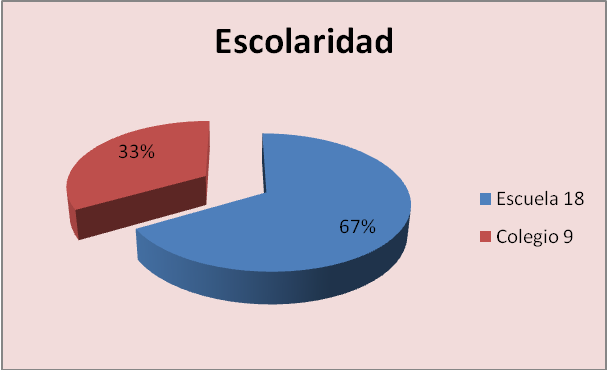 Escolaridad
33%
67%
Escuela 18
Colegio 9